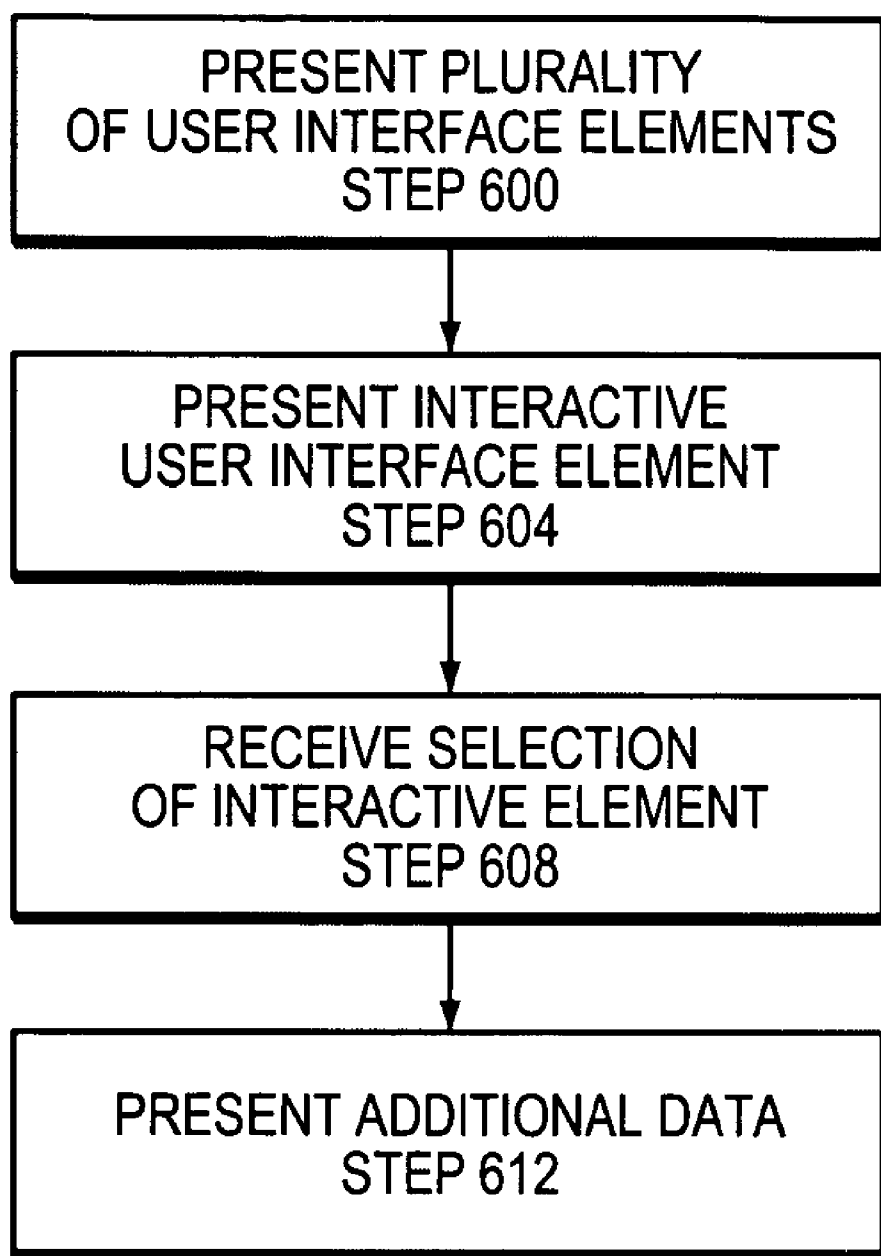 PRESENT PLURALITY
OF USER INTERFACE ELEMENTS
STEP 600
PRESENT INTERACTIVE
USER INTERFACE ELEMENT
STEP 604
RECEIVE SELECTION
OF INTERACTIVE ELEMENT
STEP 608
PRESENT ADDITIONAL DATA
STEP 612